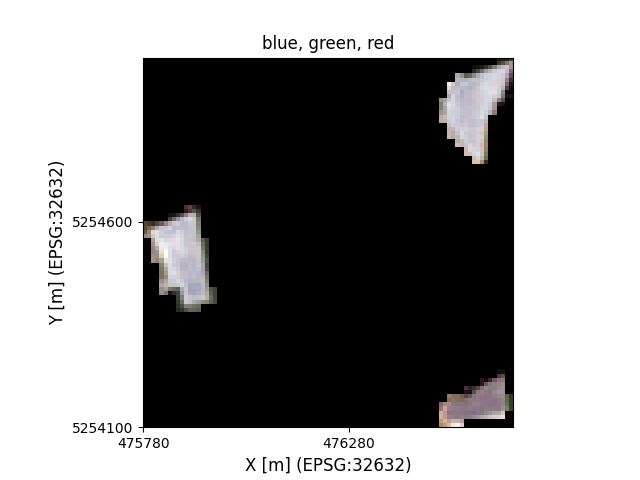 blue, green, red
Y [m] (EPSG:32632)
5254600
5254100
475780
476280
X [m] (EPSG:32632)